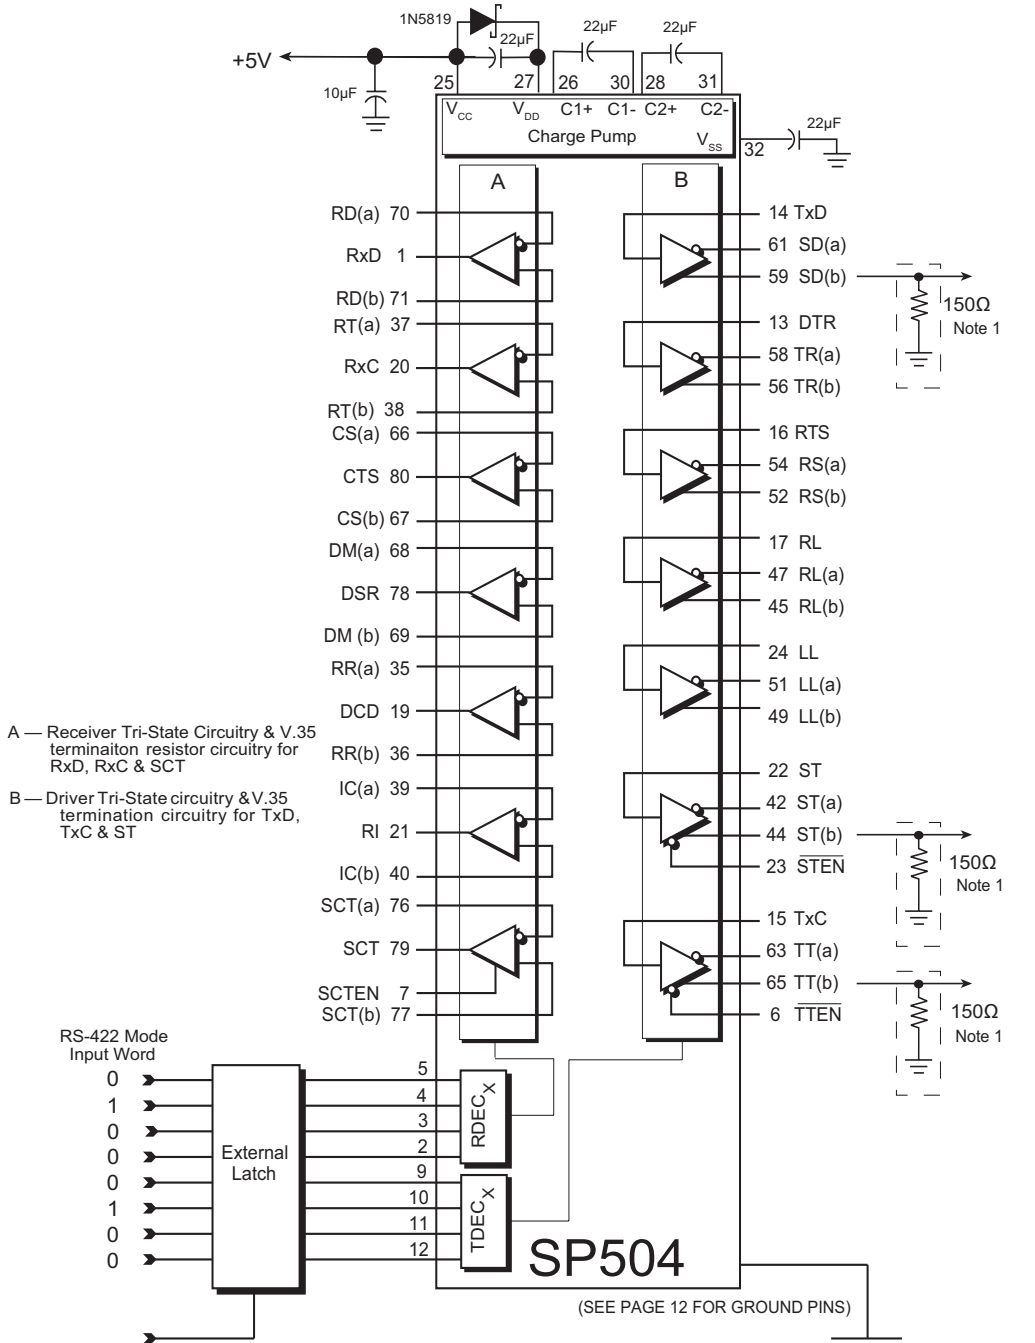 1N5819
22µF
22µF
22µF
+5V
25
27 26
30 28
31
10µF
VCC
VDD
C1+
C1- C2+
C2-
Charge Pump
VSS
32
22µF
A
B
RD(a) 70
RxD 1
RD(b) 71
RT(a) 37
RxC 20
RT(b) 38
CS(a) 66
CTS 80
CS(b) 67
DM(a) 68
DSR 78
DM (b) 69
RR(a) 35
DCD 19
RR(b) 36
IC(a) 39
RI 21
IC(b) 40
SCT(a) 76
SCT 79
SCTEN 7
SCT(b) 77
14 TxD
61 SD(a)
59 SD(b)
150Ω
Note 1
13 DTR
58 TR(a)
56 TR(b)
16 RTS
54 RS(a)
52 RS(b)
17 RL
47 RL(a)
45 RL(b)
24 LL
51 LL(a)
49 LL(b)
22 ST
42 ST(a)
44 ST(b)
23 STEN
150Ω
Note 1
15 TxC
63 TT(a)
65 TT(b)
6 TTEN
150Ω
Note 1
A — Receiver Tri-State Circuitry & V.35
terminaiton resistor circuitry for
RxD, RxC & SCT
B — Driver Tri-State circuitry & V.35
termination circuitry for TxD,
TxC & ST
RS-422 Mode
Input Word
0
1
0
0
0
1
0
0
External
Latch
5
4
3
2
9
10
11
12
RDECX
TDECX
SP504
(SEE PAGE 12 FOR GROUND PINS)